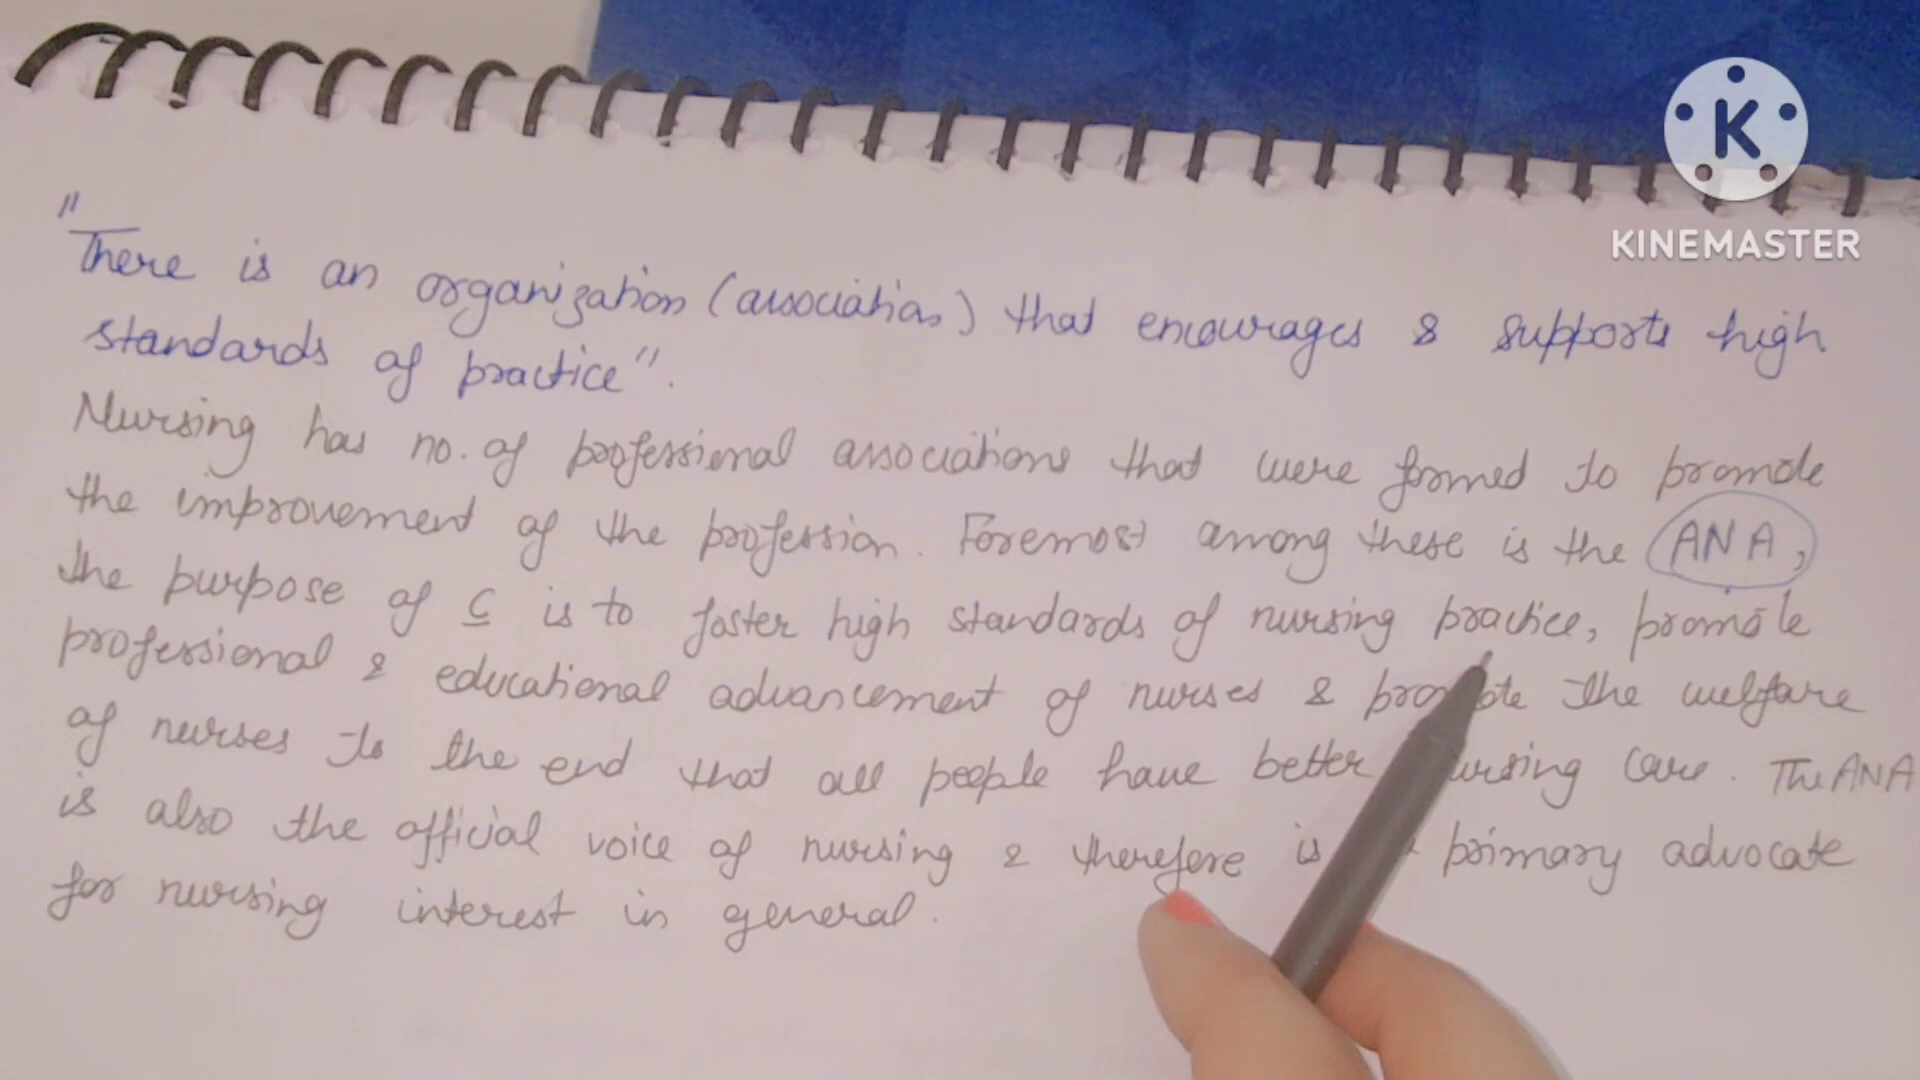 KINEMASTER
"There is an organization (association) that encourages & supports high
standards of practice".
Nursing has no. of professional associations that were formed to promote
the improvement of the profession. Foremost among these is the ANA,
the purpose of C is to foster high standards of nursing practice, promote
professional & educational advancement of nurses & promote the welfare
of nurses to the end that all people have better nursing care. The ANA
is also the official voice of nursing & therefore is primary advocate
for nursing interest in general.